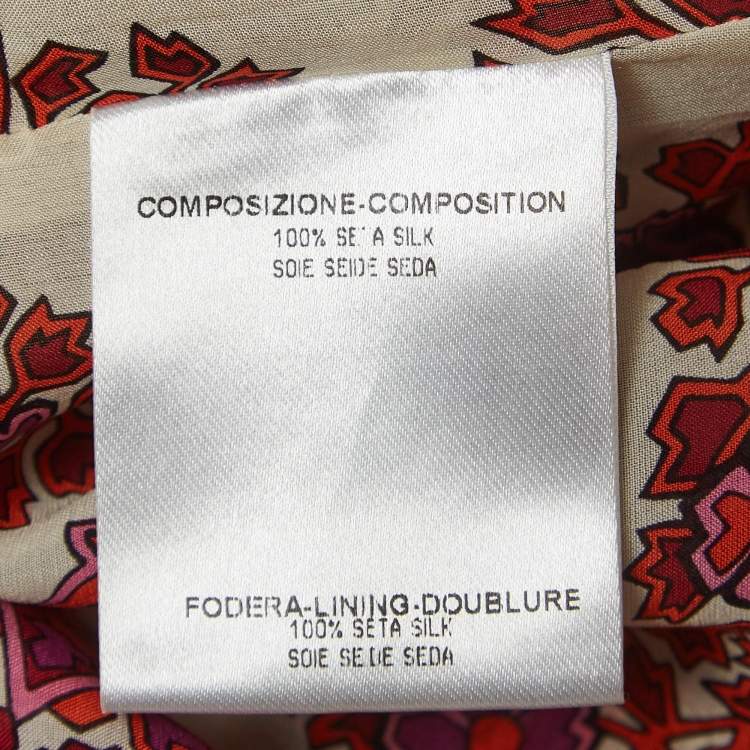 COMPOSIZIONE-COMPOSITION
100% SETA SILK
SOIE SEIDE SEDA
FODERA-LINING-DOUBLURE
100% SETA SILK
SOIE SEIDE SEDA